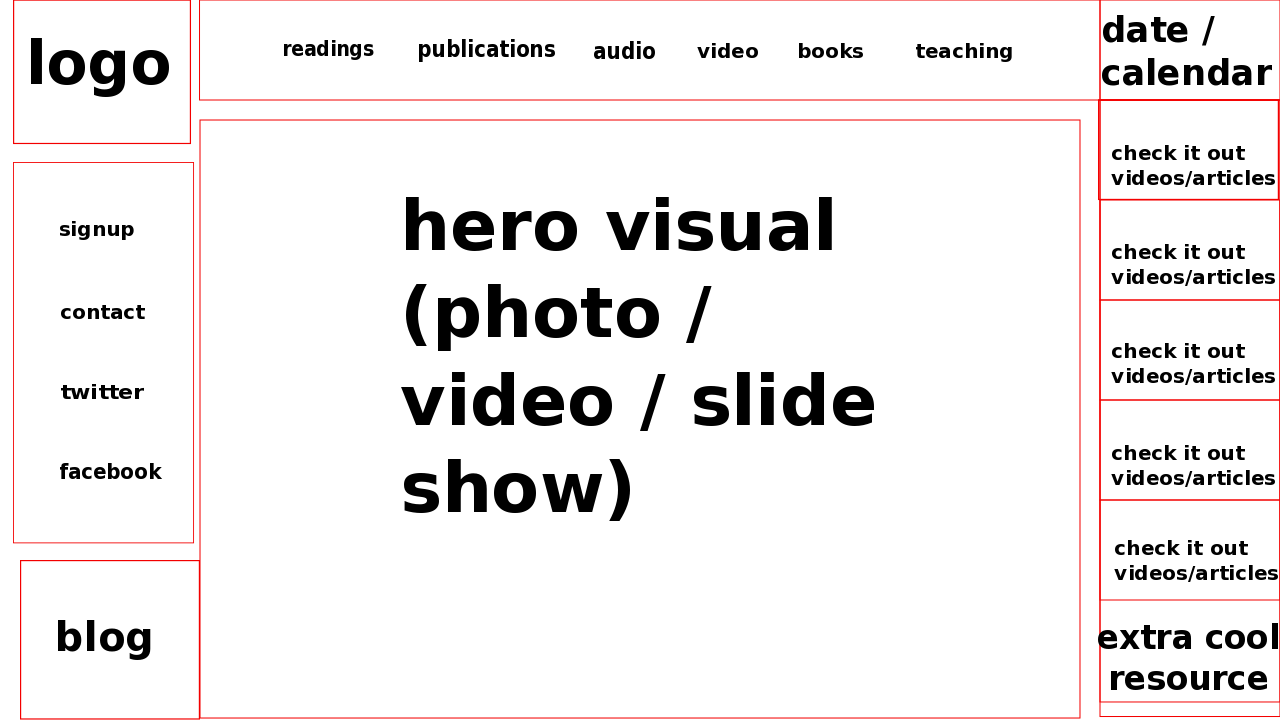 logo
readings publications audio video books teaching
date /
calendar
signup
contact
twitter
facebook
blog
hero visual
(photo /
video / slide
show)
check it out
videos/articles
check it out
videos/articles
check it out
videos/articles
check it out
videos/articles
check it out
videos/articles
extra cool
resource